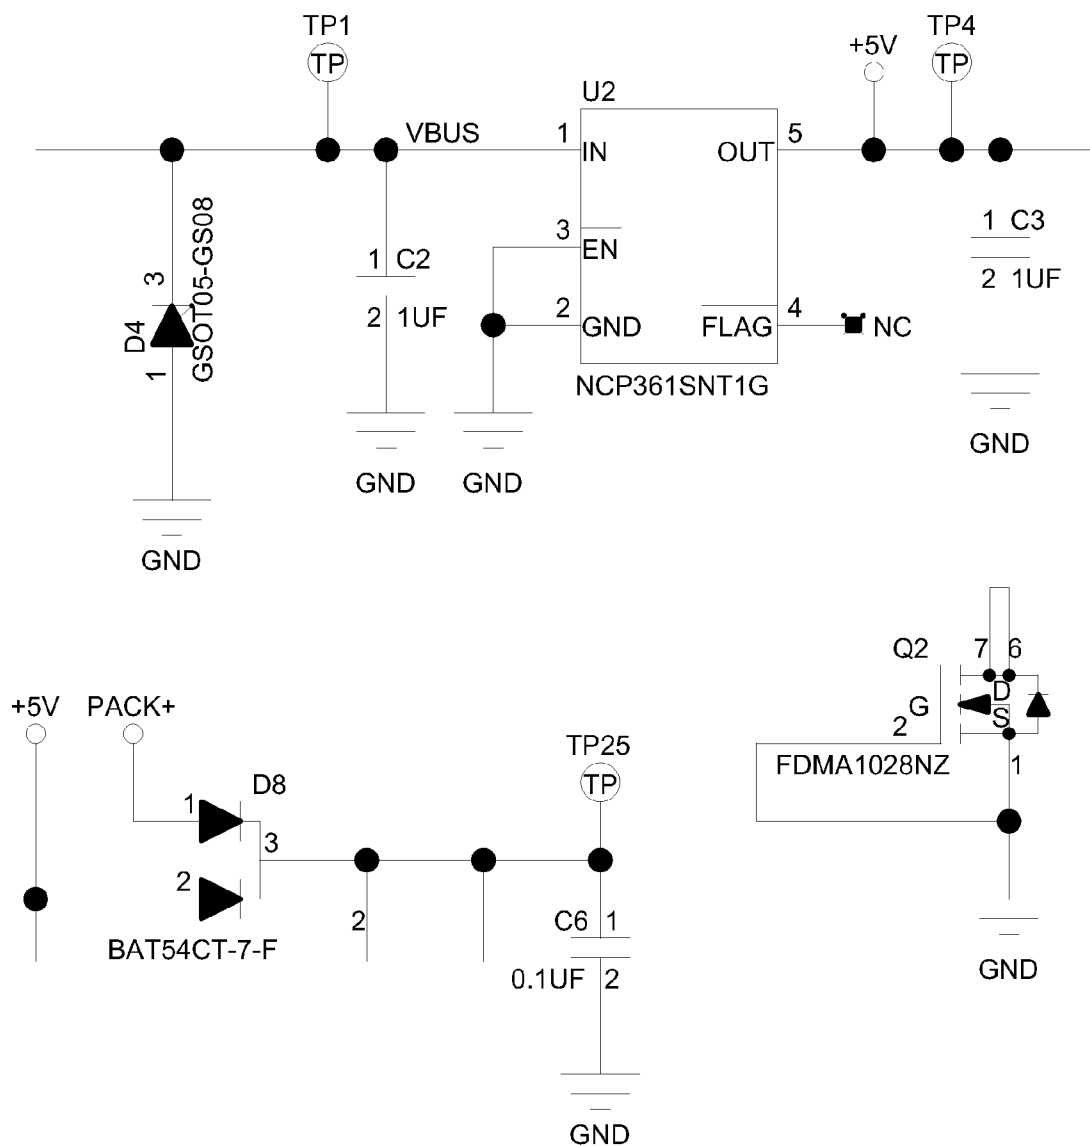 TP1
TP
TP4
TP
+5V
U2
VBUS
1
IN
OUT
5
3
EN
2
GND
FLAG
4
NC
NCP361SNT1G
1
C2
2
1UF
GND
GND
1
C3
2
1UF
GND
3
D4
1
GSOT05-GS08
GND
Q2
7
6
D
G
S
2
FDMA1028NZ
1
GND
+5V
PACK+
D8
1
3
2
BAT54CT-7-F
2
TP25
TP
C6
1
0.1UF
2
GND